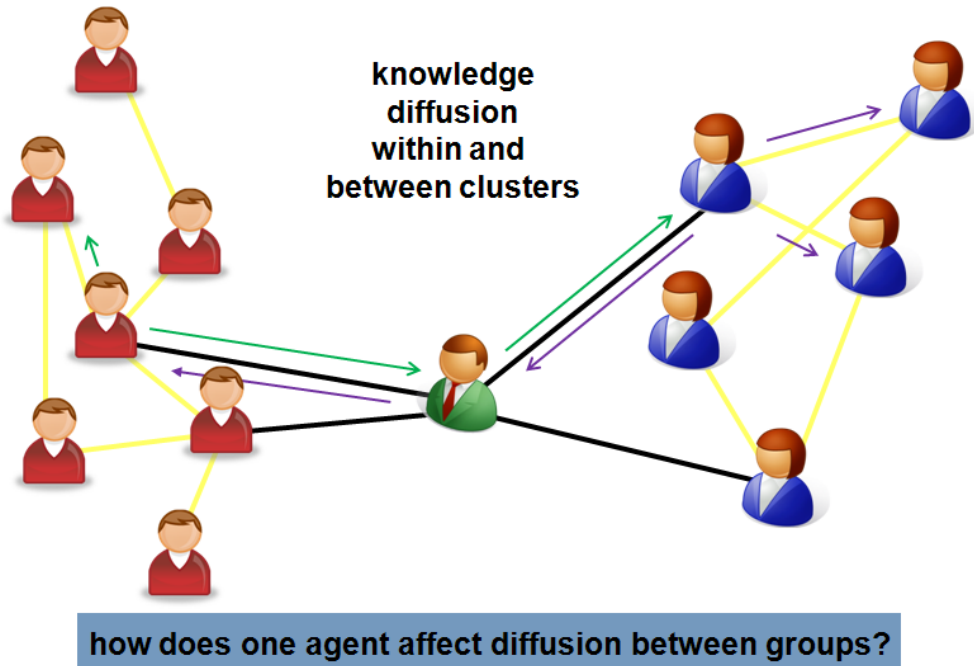 knowledge
diffusion
within and
between clusters
how does one agent affect diffusion between groups?